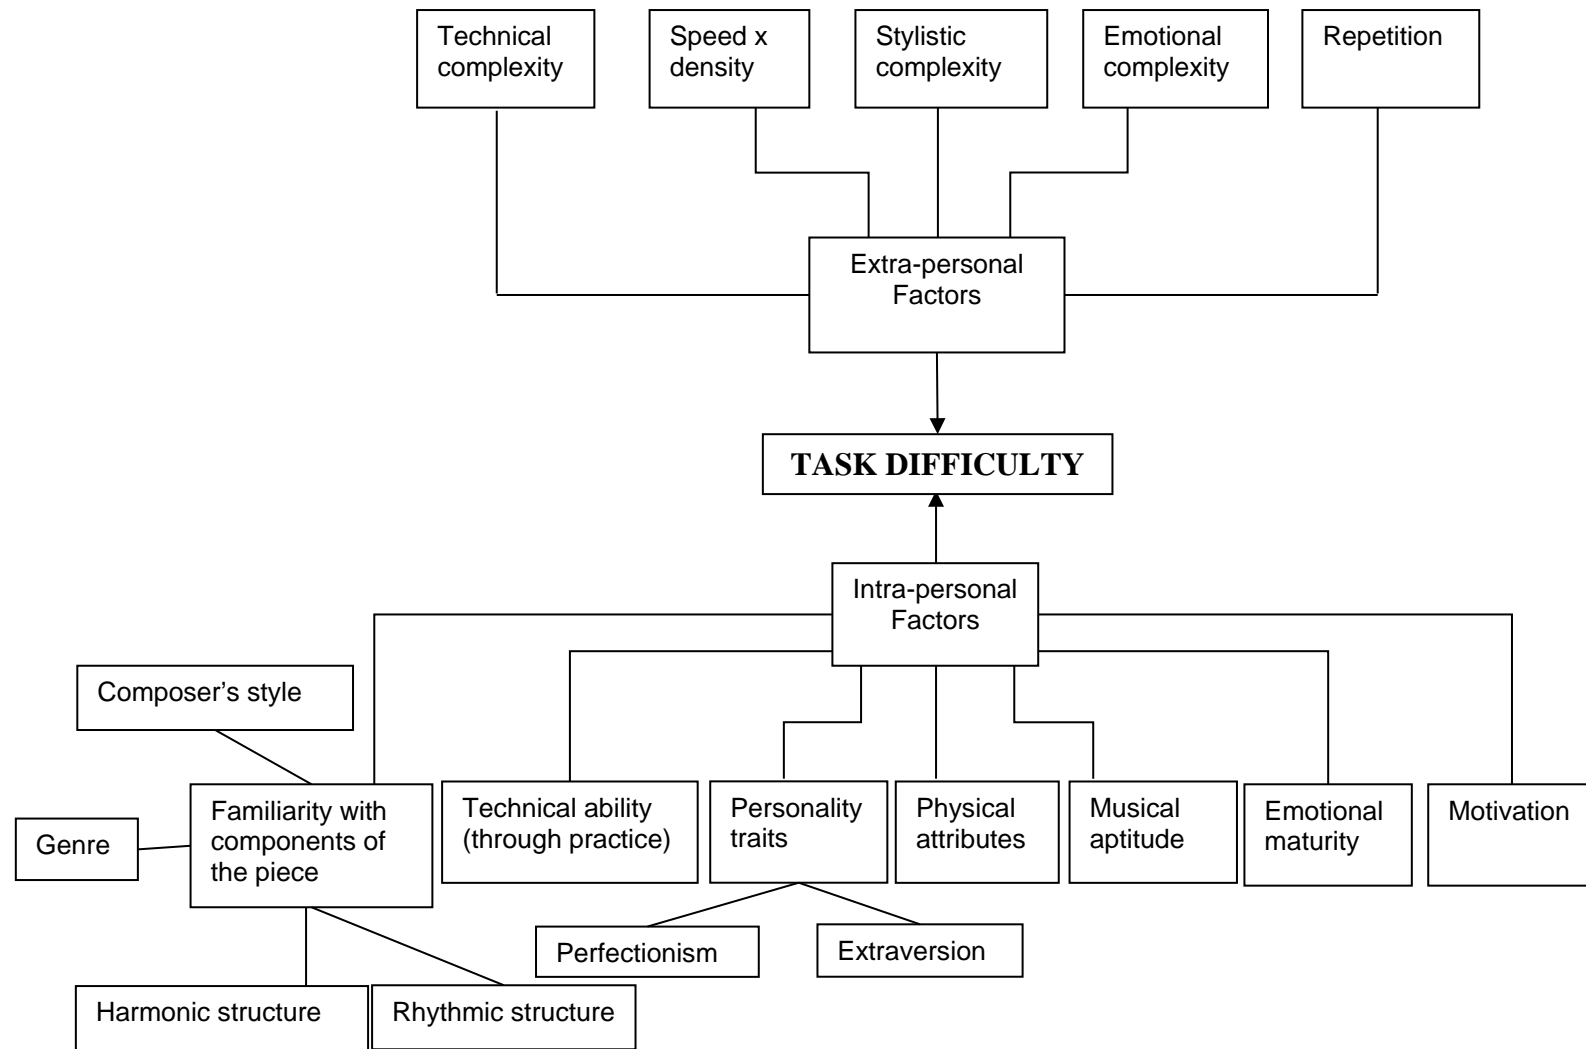 Technical
complexity
Speed x
density
Stylistic
complexity
Emotional
complexity
Repetition
Extra-personal
Factors
TASK DIFFICULTY
Intra-personal
Factors
Composer’s style
Genre
Familiarity with
components of
the piece
Technical ability
(through practice)
Personality
traits
Physical
attributes
Musical
aptitude
Emotional
maturity
Motivation
Perfectionism
Extraversion
Harmonic structure
Rhythmic structure